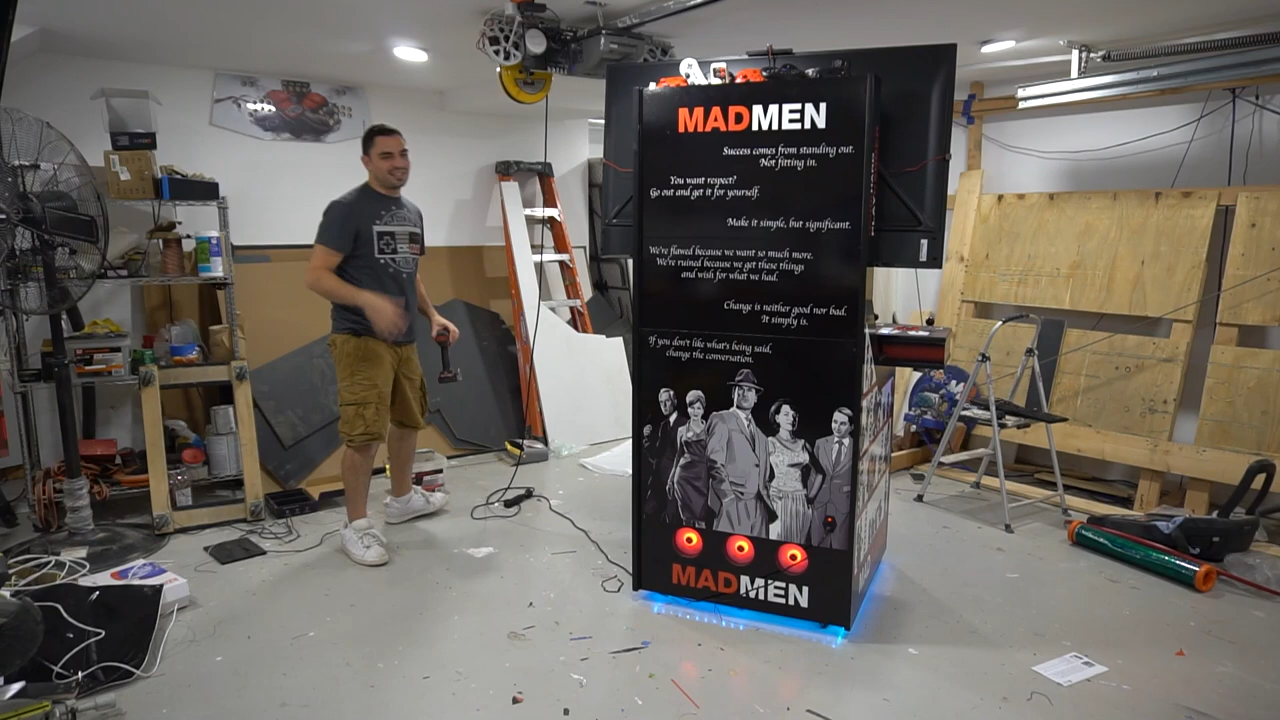 MADMEN
Success comes from standing out.
Not fitting in.
You want respect?
Go out and get it for yourself.
Make it simple, but significant.
We're flawed because we want so much more.
We're ruined because we get these things
and wish for what we had.
Change is neither good nor bad.
It simply is.
If you don't like what's being said,
change the conversation.
MADMEN